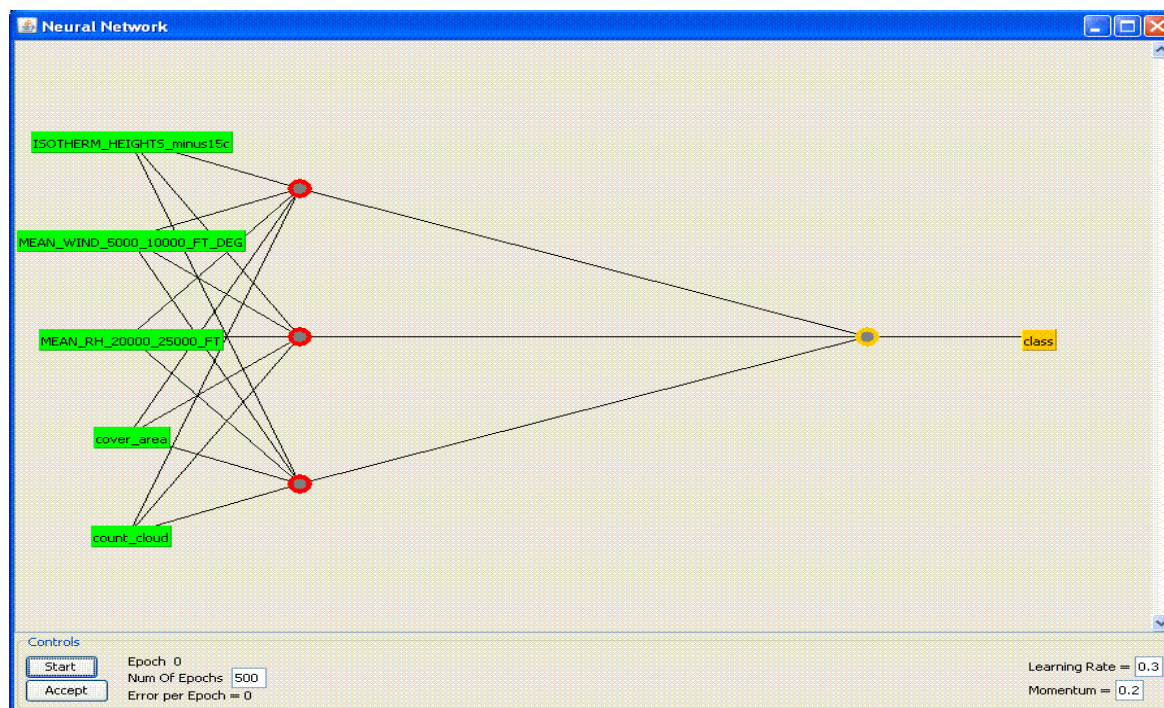 Neural Network
ISOTHERM_HEIGHTS_minus15c
MEAN_WIND_5000_10000_FT_DEG
MEAN_RH_20000_25000_FT
class
cover_area
count_cloud
Controls
Start
Accept
Epoch 0
Num Of Epochs 500
Error per Epoch = 0
Learning Rate = 0.3
Momentum = 0.2